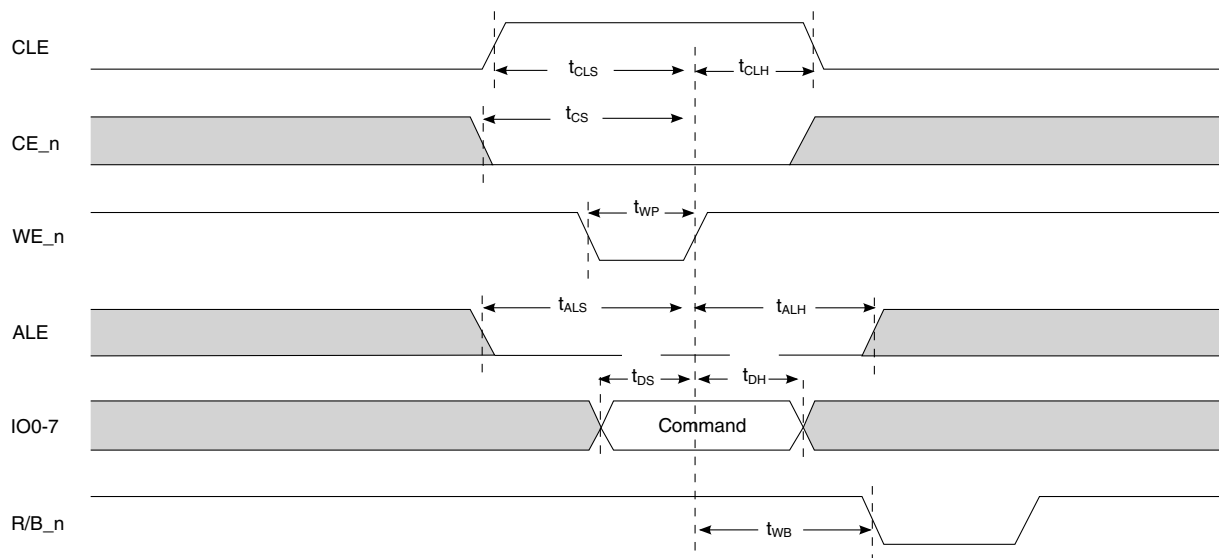 CLE
tCLS
tCLH
CE_n
tCS
WE_n
tWP
ALE
tALS
tALH
tDS
tDH
IO0-7
Command
R/B_n
tWB